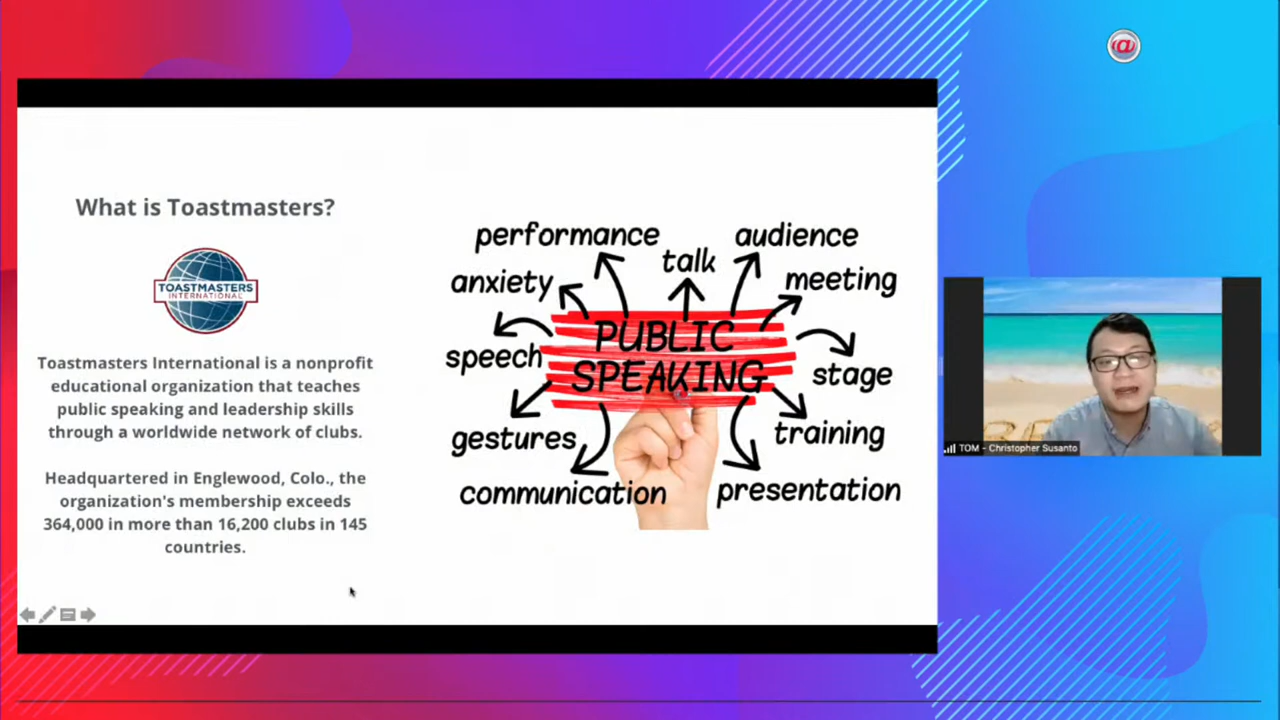 What is Toastmasters?
TOASTMASTERS
INTERNATIONAL
Toastmasters International is a nonprofit
educational organization that teaches
public speaking and leadership skills
through a worldwide network of clubs.
Headquartered in Englewood, Colo., the
organization's membership exceeds
364,000 in more than 16,200 clubs in 145
countries.
performance
audience
talk
anxiety
meeting
PUBLIC
SPEAKING
speech
stage
gestures
training
communication
presentation
@
TOM - Christopher Susanto